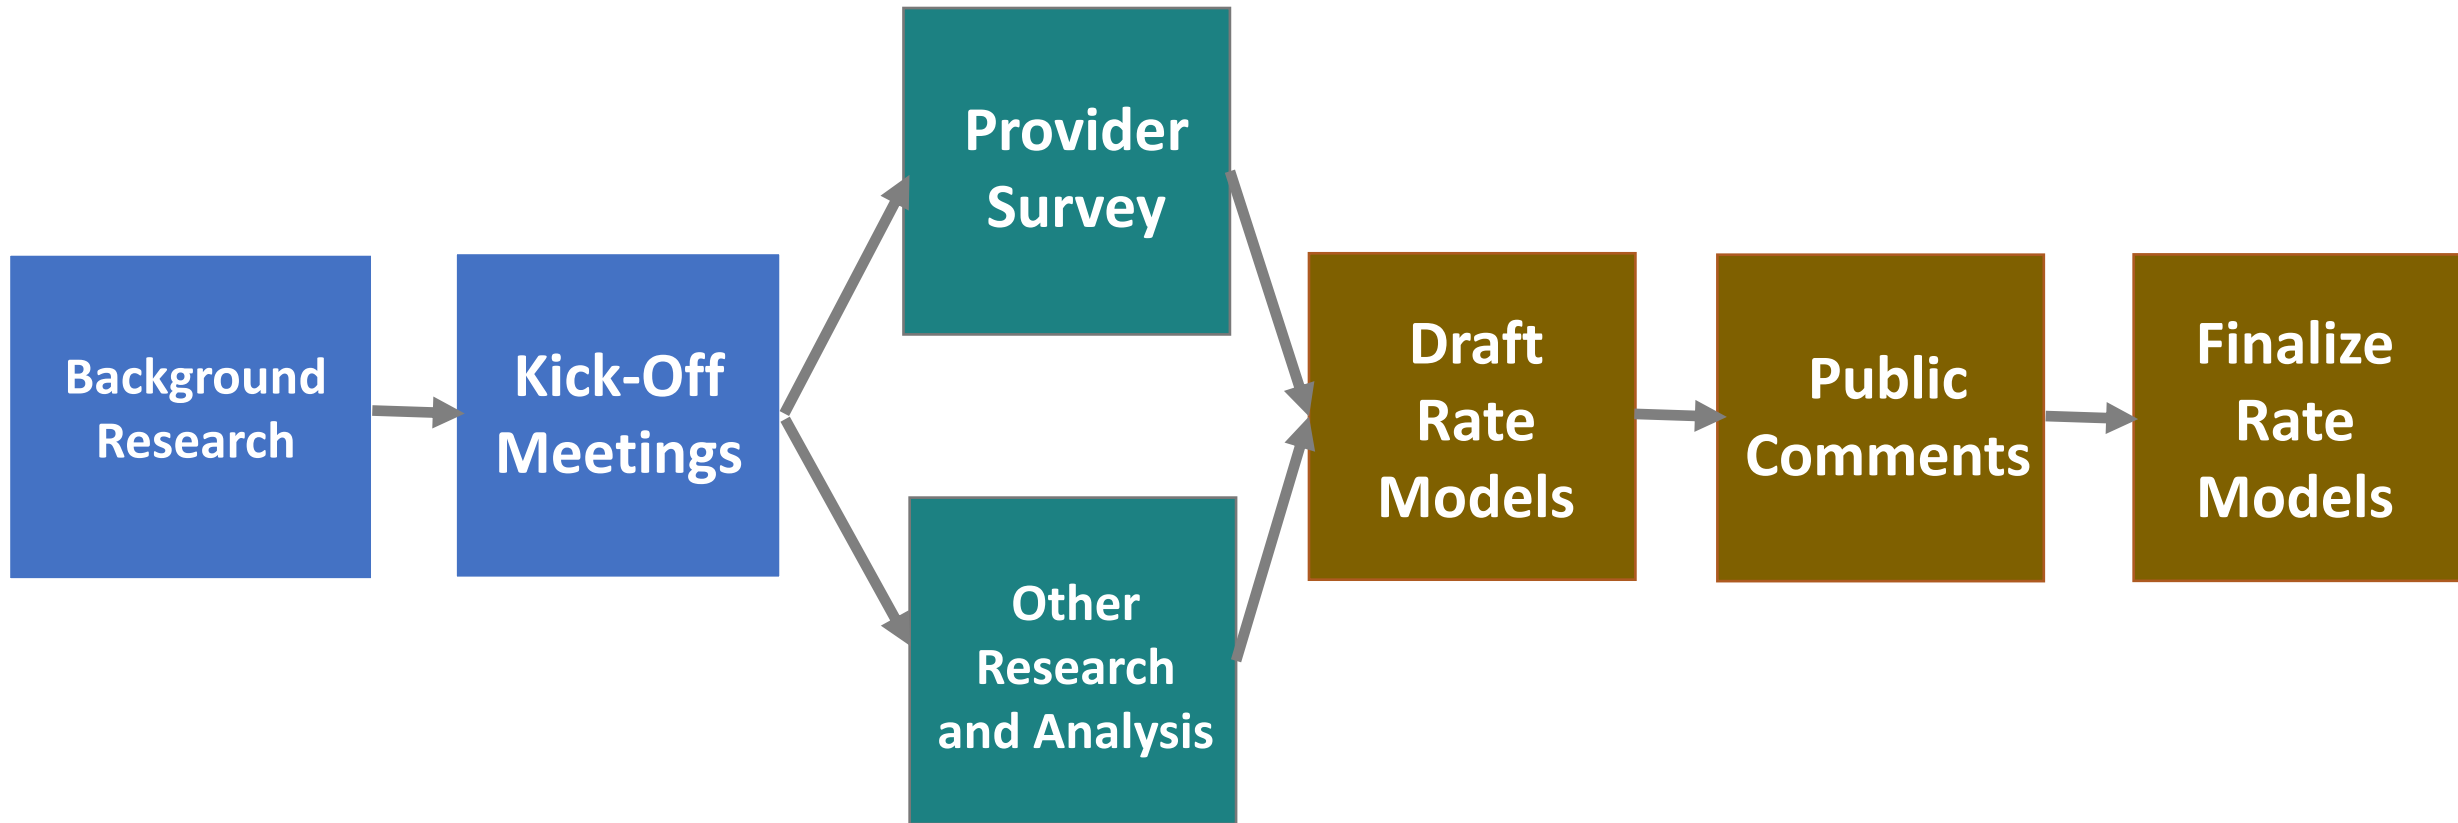 Background
Research
Kick-Off
Meetings
Provider
Survey
Other
Research
and Analysis
Draft
Rate
Models
Public
Comments
Finalize
Rate
Models